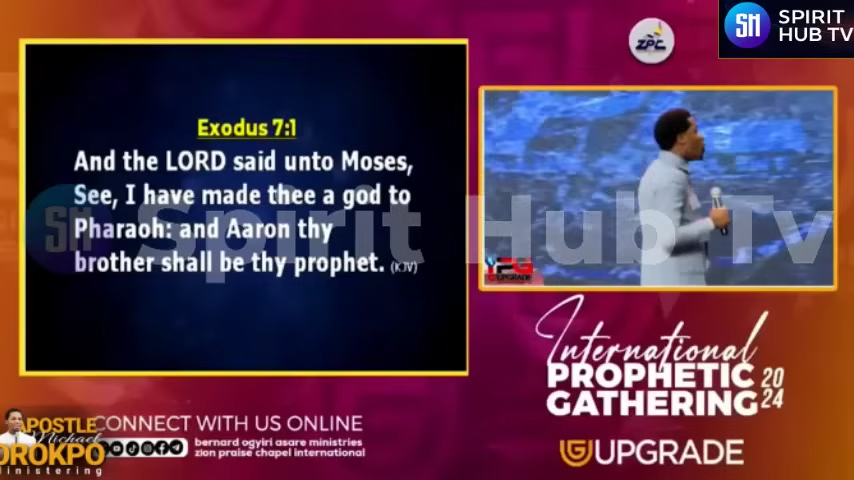 ZPC
SPIRIT
HUB TV
Exodus 7:1
And the LORD said unto Moses,
See, I have made thee a god to
Pharaoh: and Aaron thy
brother shall be thy prophet. (KJV)
Spirit Hub Tv
UPGRADE
International
PROPHETIC
GATHERING
2024
UPGRADE
CONNECT WITH US ONLINE
bernard ogyiri asare ministries
zion praise chapel international
APOSTLE
Michael
OROKPO
Ministering